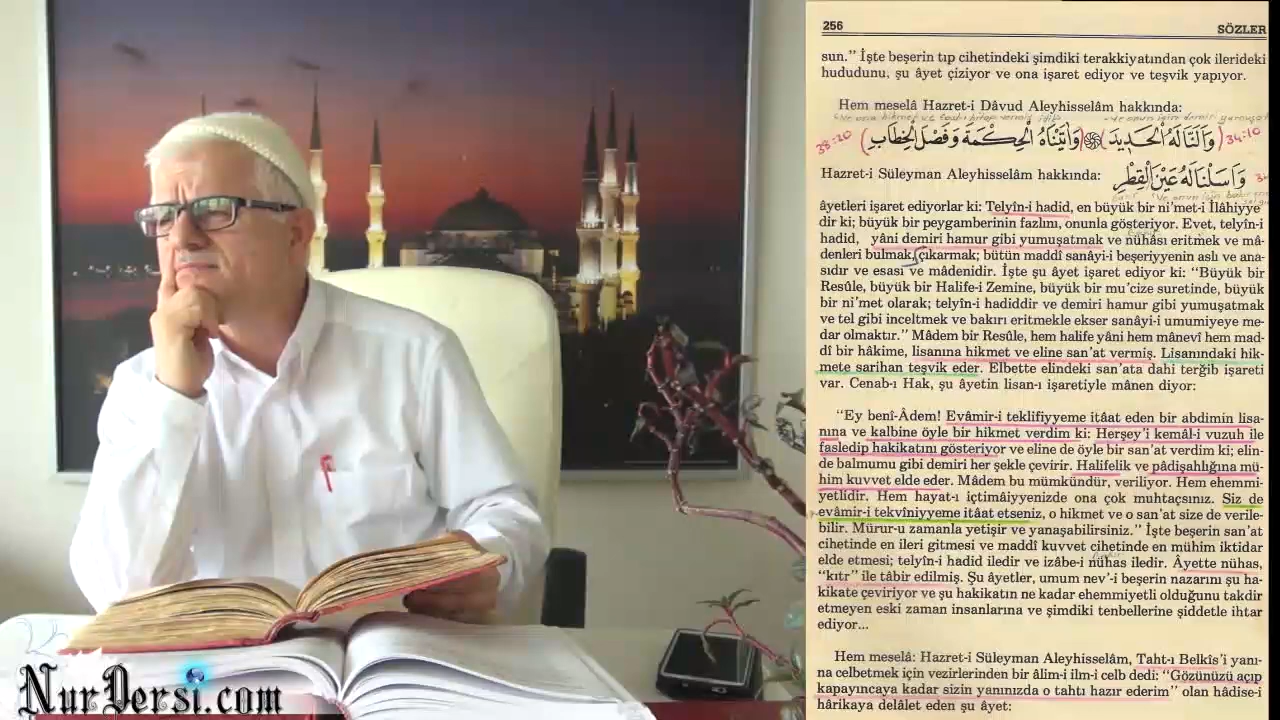 256
SÖZLER
sun." İşte beşerin tıp cihetindeki şimdiki terakkiyatından çok ilerideki
hududunu, şu âyet çiziyor ve ona işaret ediyor ve teşvik yapıyor.
Hem meselâ Hazret-i Dâvud Aleyhisselâm hakkında:
38:20 ( وَاٰتَيْنَاهُ الْحِكْمَةَ وَفَصْلَ الْخِطَابِ ) وَاَلَنَّا لَهُ الْحَدِيدَ ( 34:10
Hazret-i Süleyman Aleyhisselâm hakkında: وَاَسَلْنَا لَهُ عَيْنَ الْقِطْرِ
âyetleri işaret ediyorlar ki: Telyîn-i hadid, en büyük bir ni'met-i İlâhiyye
dir ki; büyük bir peygamberinin fazlını, onunla gösteriyor. Evet, telyîn-i
hadid, yâni demiri hamur gibi yumuşatmak ve nühası eritmek ve mâ-
denleri bulmak, çıkarmak; bütün maddî sanâyi-i beşeriyyenin aslı ve ana-
sıdır ve esası ve mâdenidir. İşte şu âyet işaret ediyor ki: "Büyük bir
Resûle, büyük bir Halife-i Zemine, büyük bir mu'cize suretinde, büyük
bir ni'met olarak; telyîn-i hadiddir ve demiri hamur gibi yumuşatmak
ve tel gibi inceltmek ve bakırı eritmekle ekser sanâyi-i umumiyeye me-
dar olmaktır." Mâdem bir Resûle, hem halife yâni hem mânevî hem mad-
dî bir hâkime, lisanına hikmet ve eline san'at vermiş. Lisanındaki hik-
mete sarihan teşvik eder. Elbette elindeki san'ata dahi terğib işareti
var. Cenab-ı Hak, şu âyetin lisan-ı işaretiyle mânen diyor:
"Ey benî-Âdem! Evâmir-i teklifiyyeme itâat eden bir abdimin lisa-
nına ve kalbine öyle bir hikmet verdim ki: Herşey'i kemâl-i vuzuh ile
fasledip hakikatını gösteriyor ve eline de öyle bir san'at verdim ki; elin-
de balmumu gibi demiri her şekle çevirir. Halifelik ve pâdişahlığına mü-
him kuvvet elde eder. Mâdem bu mümkündür, veriliyor. Hem ehemmi-
yetlidir. Hem hayat-ı içtimâiyyenizde ona çok muhtaçsınız. Siz de
evâmir-i tekvîniyyeme itâat etseniz, o hikmet ve o san'at size de verile-
bilir. Mürur-u zamanla yetişir ve yanaşabilirsiniz." İşte beşerin san'at
cihetinde en ileri gitmesi ve maddî kuvvet cihetinde en mühim iktidar
elde etmesi; telyîn-i hadid iledir ve izâbe-i nühas iledir. Âyette nühas,
"kıtr" ile tâbir edilmiş. Şu âyetler, umum nev'-i beşerin nazarını şu ha-
kikate çeviriyor ve şu hakikatın ne kadar ehemmiyetli olduğunu takdir
etmeyen eski zaman insanlarına ve şimdiki tenbellerine şiddetle ihtar
ediyor...
Hem meselâ: Hazret-i Süleyman Aleyhisselâm, Taht-ı Belkîs'i yanı-
na celbetmek için vezirlerinden bir âlim-i ilm-i celb dedi: "Gözünüzü açıp
kapayıncaya kadar sizin yanınızda o tahtı hazır ederim" olan hâdise-i
hârikaya delâlet eden şu âyet:
NurDersi.com